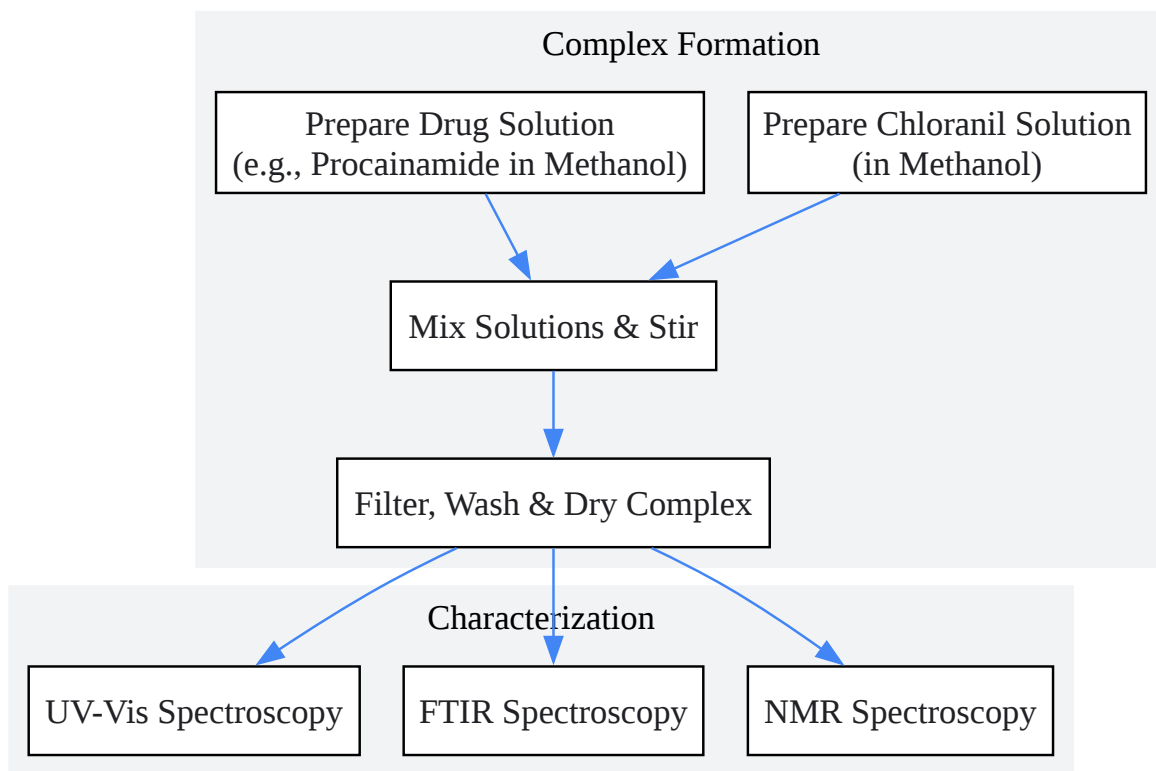 Complex Formation
Prepare Drug Solution
(e.g., Procainamide in Methanol)
Prepare Chloranil Solution
(in Methanol)
Mix Solutions & Stir
Filter, Wash & Dry Complex
Characterization
UV-Vis Spectroscopy
FTIR Spectroscopy
NMR Spectroscopy